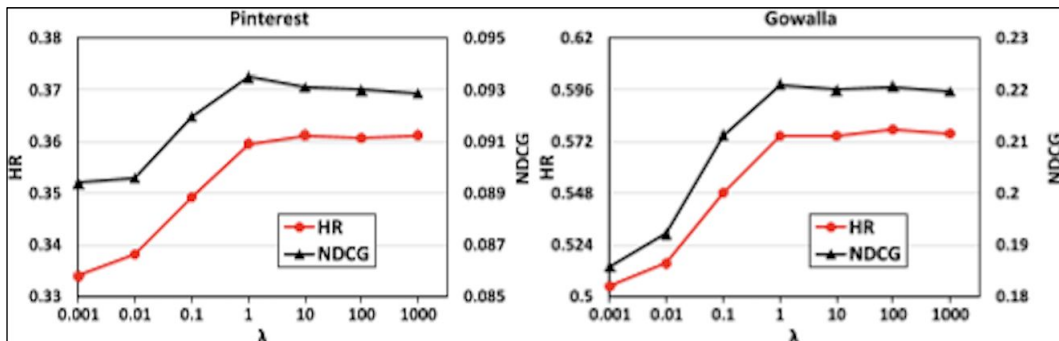 Pinterest
0.38
0.37
0.36
0.35
0.34
0.33
HR
0.095
0.093
0.091
0.089
0.087
0.085
NDCG
HR
NDCG
0.001 0.01 0.1 1 10 100 1000
λ
Gowalla
0.62
0.596
0.572
0.548
0.524
0.5
HR
0.23
0.22
0.21
0.2
0.19
0.18
NDCG
HR
NDCG
0.001 0.01 0.1 1 10 100 1000
λ